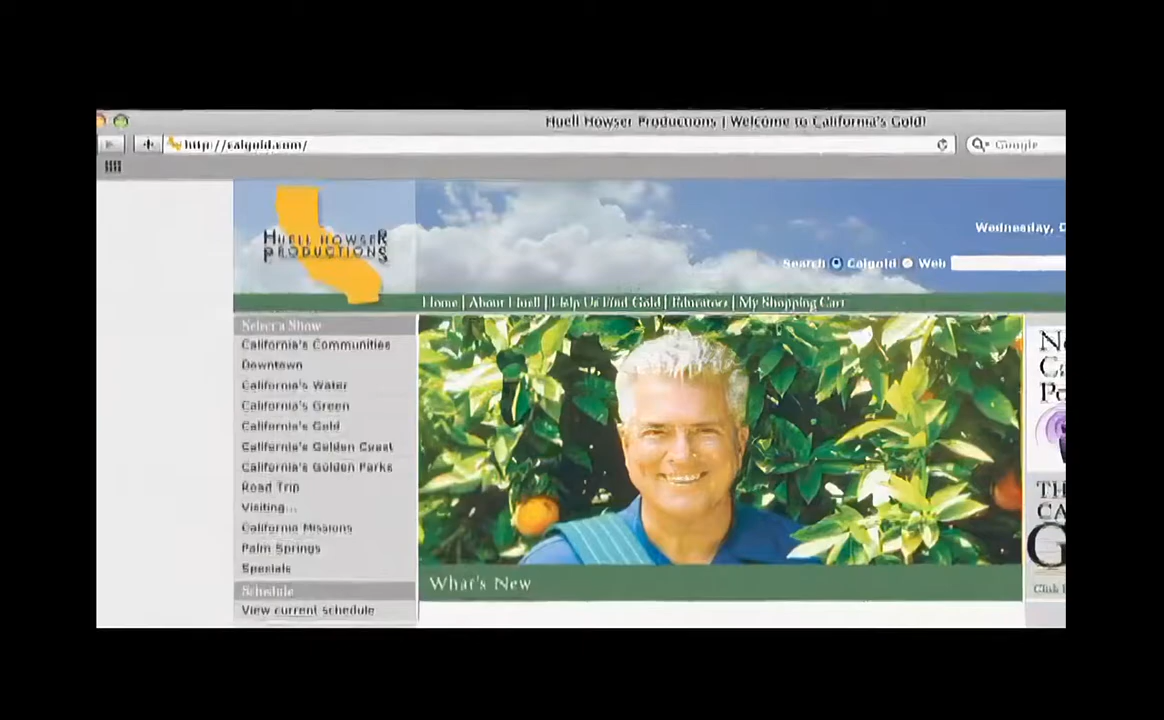 Huell Howser Productions | Welcome to California's Gold!
http://calgold.com/
Google
Wednesday,
HUELL HOWSER
PRODUCTIONS
Search Calgold Web
Home | About Huell | Help Us Find Gold | Educators | My Shopping Cart
Select a Show
California's Communities
Downtown
California's Water
California's Green
California's Gold
California's Golden Coast
California's Golden Parks
Road Trip
Visiting...
California Missions
Palm Springs
Specials
Schedule
View current schedule
What's New
Click